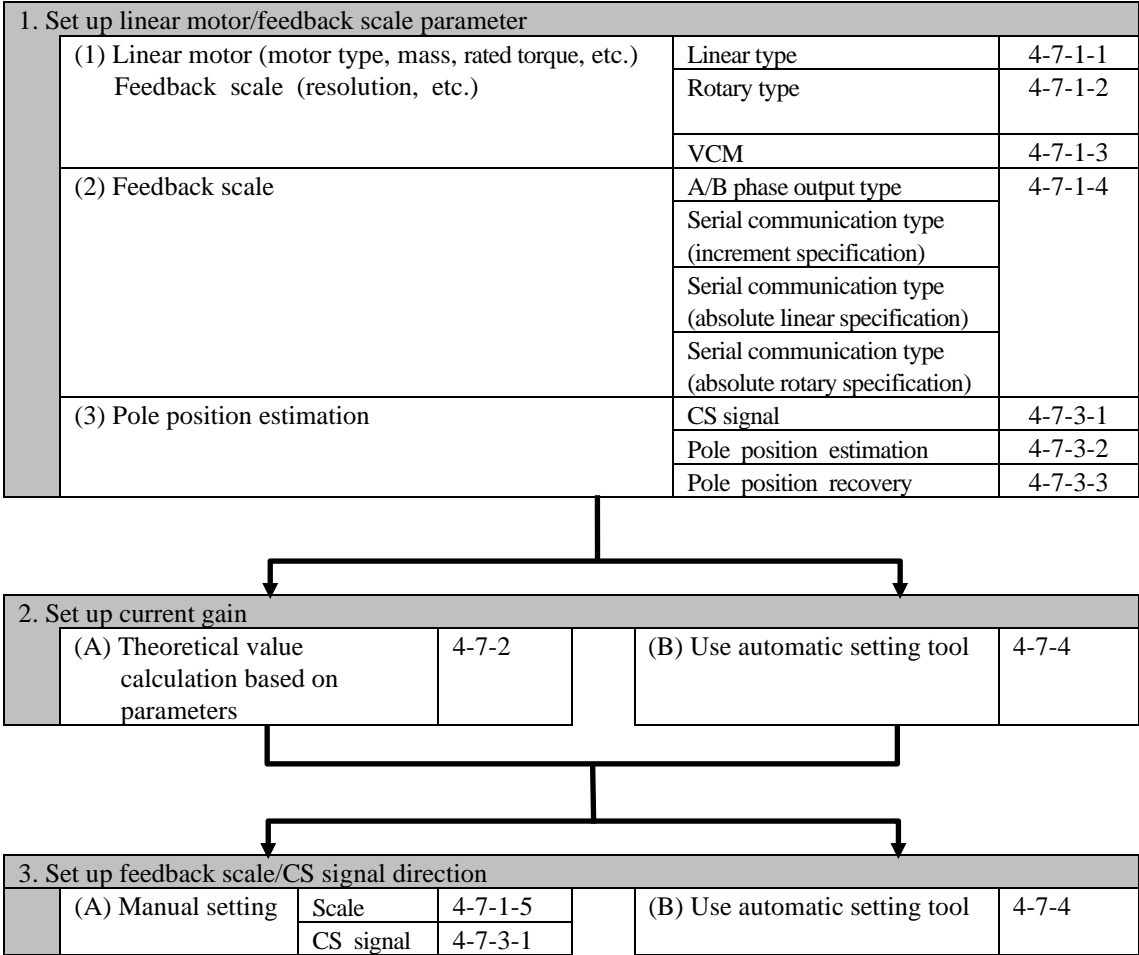 1. Set up linear motor/feedback scale parameter
(1) Linear motor (motor type, mass, rated torque, etc.)
Feedback scale (resolution, etc.)
Linear type
4-7-1-1
Rotary type
4-7-1-2
VCM
4-7-1-3
(2) Feedback scale
A/B phase output type
4-7-1-4
Serial communication type
(increment specification)
Serial communication type
(absolute linear specification)
Serial communication type
(absolute rotary specification)
(3) Pole position estimation
CS signal
4-7-3-1
Pole position estimation
4-7-3-2
Pole position recovery
4-7-3-3
2. Set up current gain
(A) Theoretical value
calculation based on
parameters
4-7-2
(B) Use automatic setting tool
4-7-4
3. Set up feedback scale/CS signal direction
(A) Manual setting
Scale
4-7-1-5
CS signal
4-7-3-1
(B) Use automatic setting tool
4-7-4